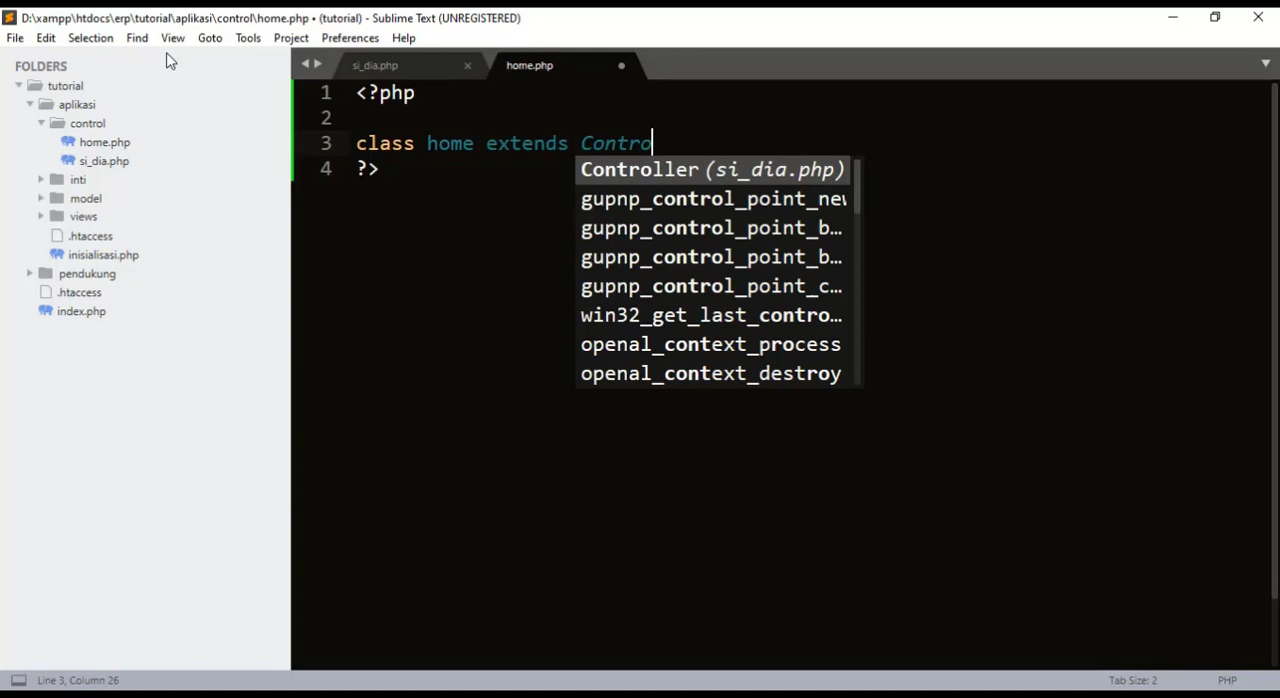 D:\xampp\htdocs\erp\tutorial\aplikasi\control\home.php • (tutorial) - Sublime Text (UNREGISTERED)
File Edit Selection Find View Goto Tools Project Preferences Help
FOLDERS
tutorial
aplikasi
control
home.php
si_dia.php
inti
model
views
.htaccess
inisialisasi.php
pendukung
.htaccess
index.php
si_dia.php × home.php
1 <?php
2
3 class home extends Contro
4 ?>
Controller (si_dia.php)
gupnp_control_point_new
gupnp_control_point_b…
gupnp_control_point_b…
gupnp_control_point_c…
win32_get_last_contro…
openal_context_process
openal_context_destroy
Line 3, Column 26 Tab Size: 2 PHP